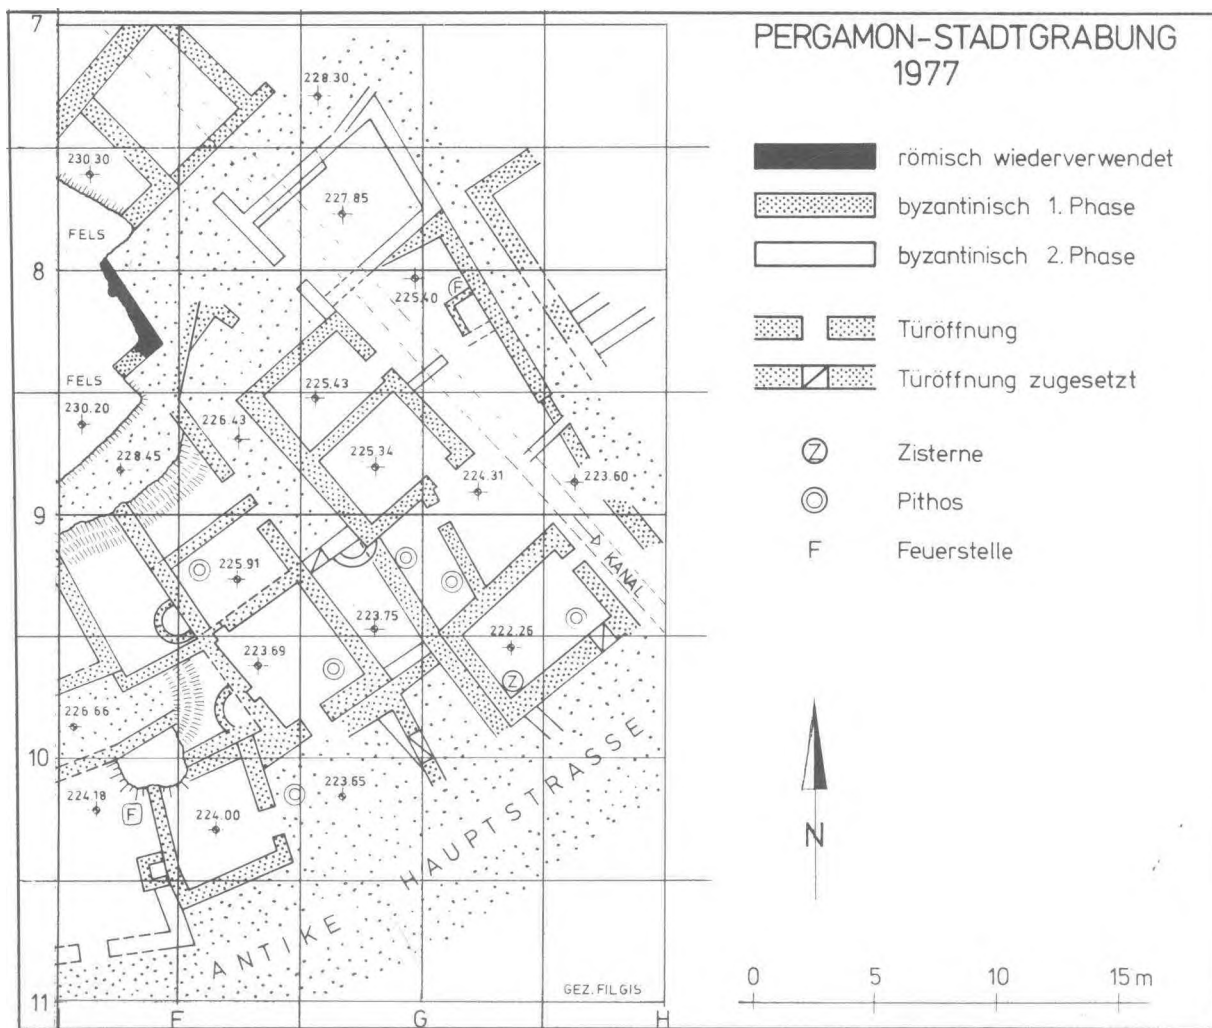 PERGAMON-STADTGRABUNG
1977
römisch wiederverwendet
byzantinisch 1. Phase
byzantinisch 2. Phase
Türöffnung
Türöffnung zugesetzt
Z Zisterne
Pithos
F Feuerstelle
N
0 5 10 15 m
7
8
9
10
11
F G H
228.30
230.30
227.85
FELS
225.40
F
FELS
225.43
230.20
226.43
228.45
225.34
224.31
223.60
KANAL
225.91
223.75
222.26
223.69
Z
226.66
224.18
F
224.00
223.65
ANTIKE HAUPTSTRASSE
GEZ. FILGIS